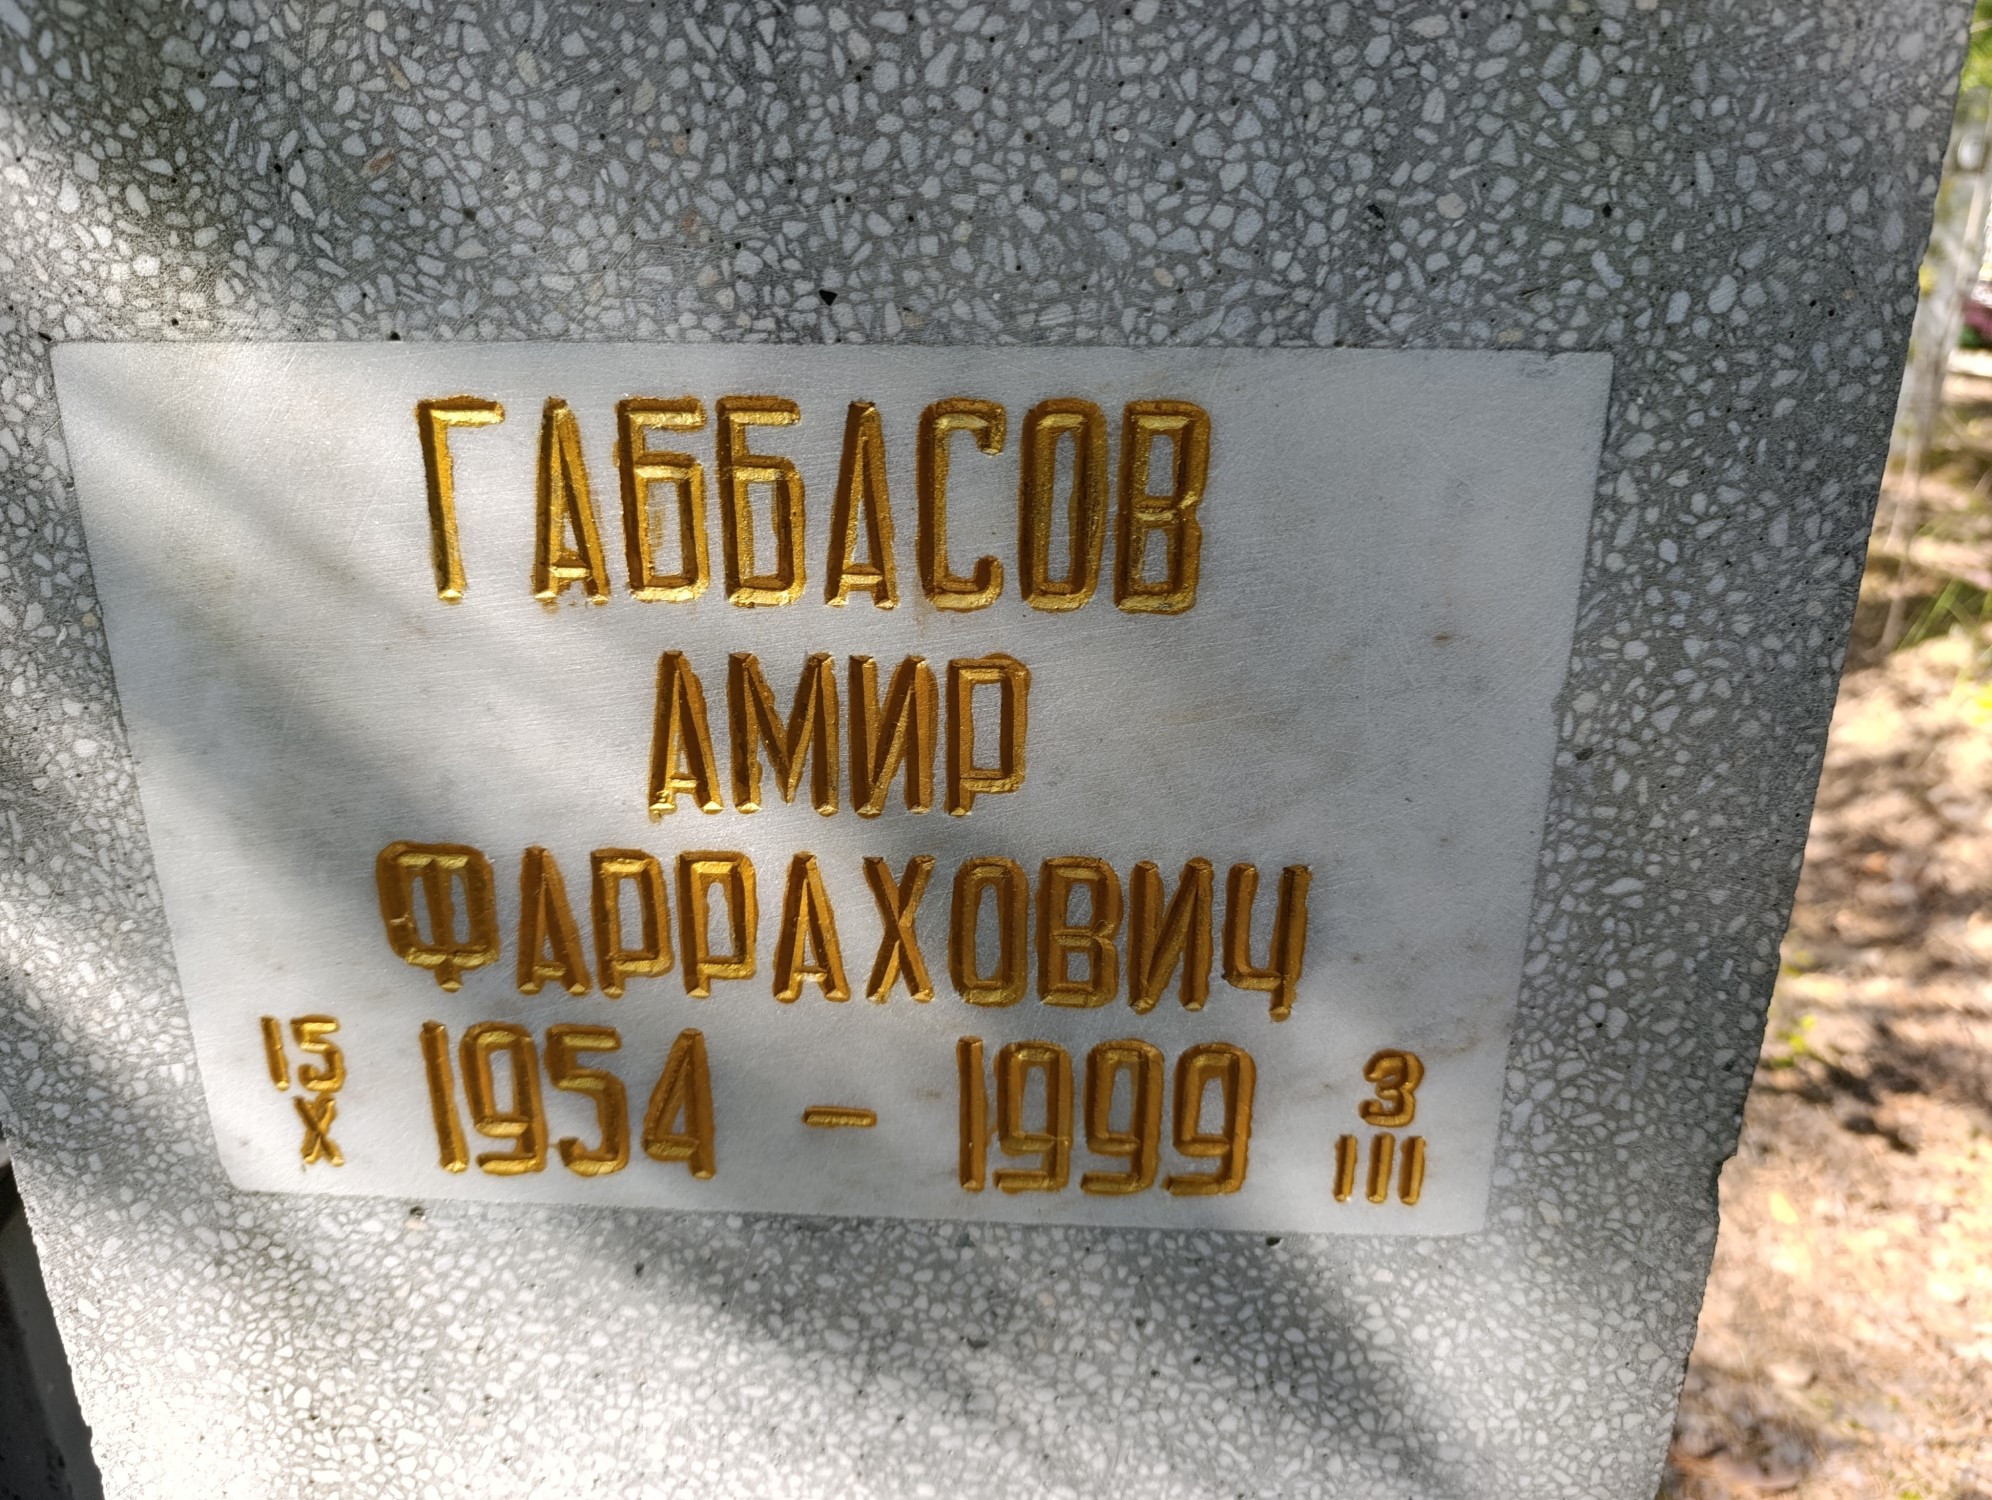 ГАББАСОВ
АМИР
ФАРРАХОВИЧ
15 1954 - 1999 3
X III